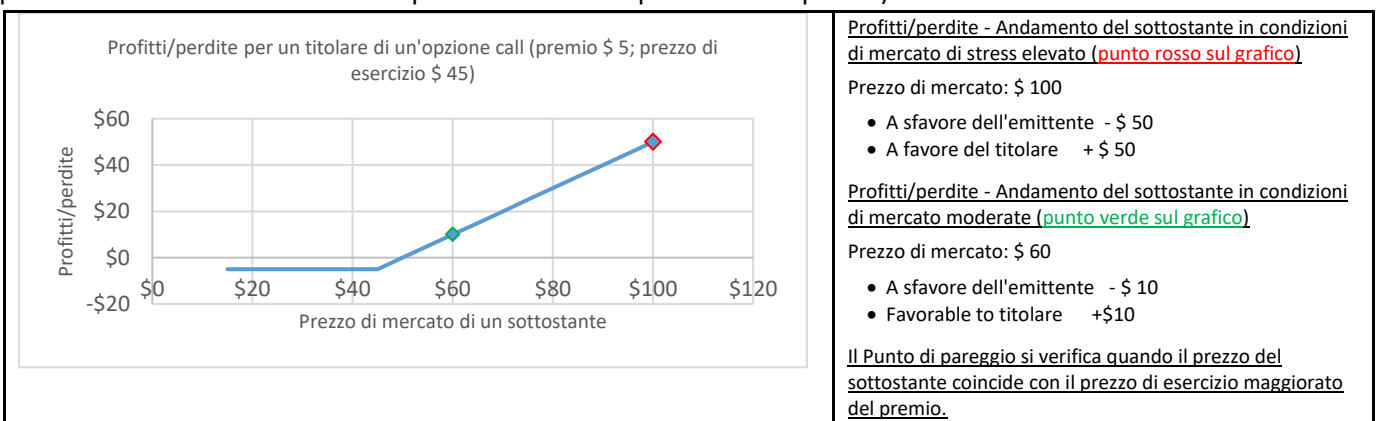 Profitti/perdite per un titolare di un'opzione call (premio $ 5; prezzo di
esercizio $ 45)
$60
$40
$20
$0
-$20
Profitti/perdite
$0 $20 $40 $60 $80 $100 $120
Prezzo di mercato di un sottostante
Profitti/perdite - Andamento del sottostante in condizioni
di mercato di stress elevato (punto rosso sul grafico)
Prezzo di mercato: $ 100
• A sfavore dell'emittente - $ 50
• A favore del titolare + $ 50
Profitti/perdite - Andamento del sottostante in condizioni
di mercato moderate (punto verde sul grafico)
Prezzo di mercato: $ 60
• A sfavore dell'emittente - $ 10
• Favorable to titolare +$10
Il Punto di pareggio si verifica quando il prezzo del
sottostante coincide con il prezzo di esercizio maggiorato
del premio.